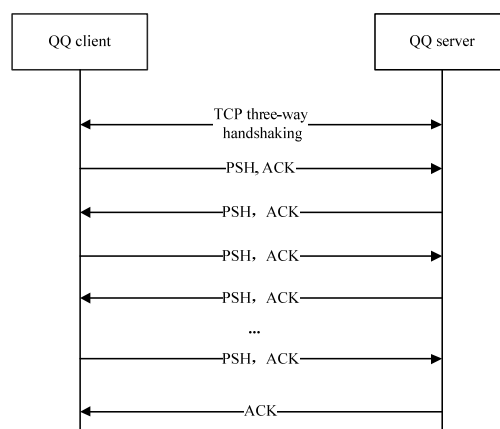 QQ client
QQ server
TCP three-way
handshaking
PSH, ACK
PSH，ACK
PSH，ACK
PSH，ACK
...
PSH，ACK
ACK